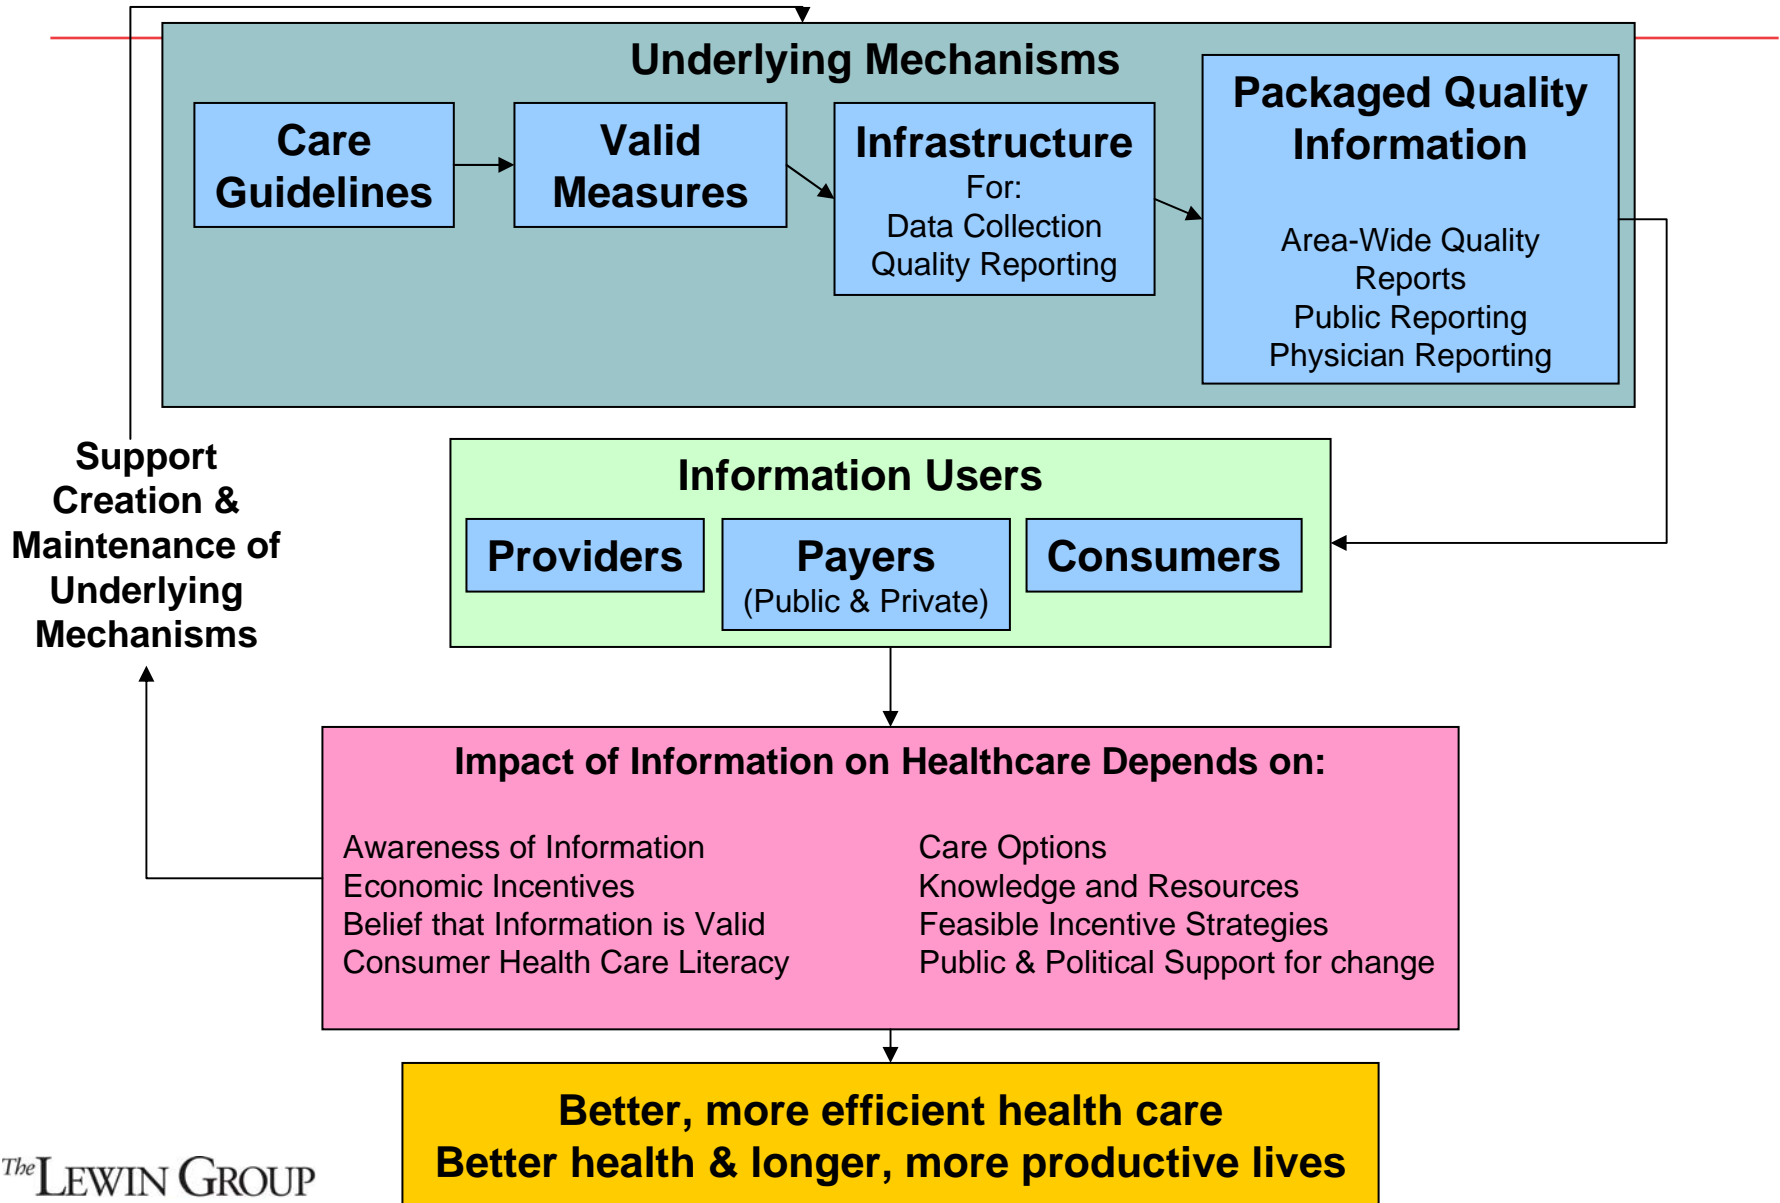 Underlying Mechanisms
Care
Guidelines
Valid
Measures
Infrastructure
For:
Data Collection
Quality Reporting
Packaged Quality
Information
Area-Wide Quality
Reports
Public Reporting
Physician Reporting
Support
Creation &
Maintenance of
Underlying
Mechanisms
Information Users
Providers
Payers
(Public & Private)
Consumers
Impact of Information on Healthcare Depends on:
Awareness of Information
Economic Incentives
Belief that Information is Valid
Consumer Health Care Literacy
Care Options
Knowledge and Resources
Feasible Incentive Strategies
Public & Political Support for change
Better, more efficient health care
Better health & longer, more productive lives
The LEWIN GROUP